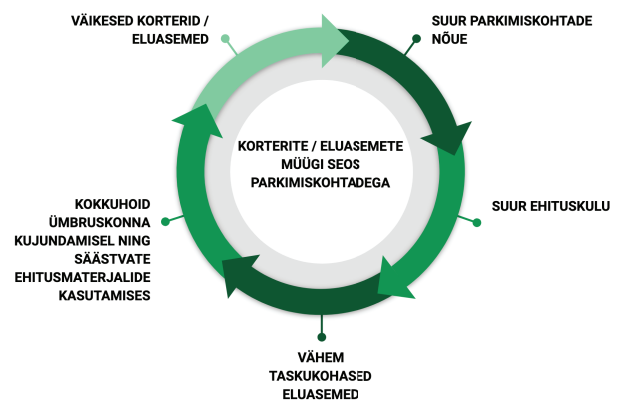 VÄIKESED KORTERID /
ELUASEMED
SUUR PARKIMISKOHTADE
NÕUE
KORTERITE / ELUASEMETE
MÜÜGI SEOS
PARKIMISKOHTADEGA
SUUR EHITUSKULU
KOKKUHOID
ÜMBRUSKONNA
KUJUNDAMISEL NING
SÄÄSTVATE
EHITUSMATERJALIDE
KASUTAMISES
VÄHEM
TASKUKOHASED
ELUASEMED